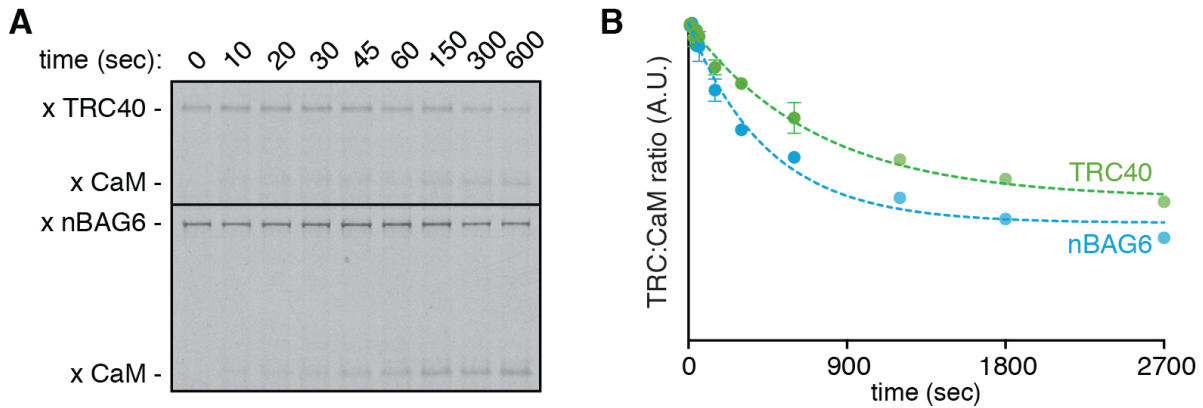 A
time (sec):
0 10 20 30 45 60 150 300 600
x TRC40 -
x CaM -
x nBAG6 -
x CaM -
B
TRC:CaM ratio (A.U.)
TRC40
nBAG6
0 900 1800 2700
time (sec)